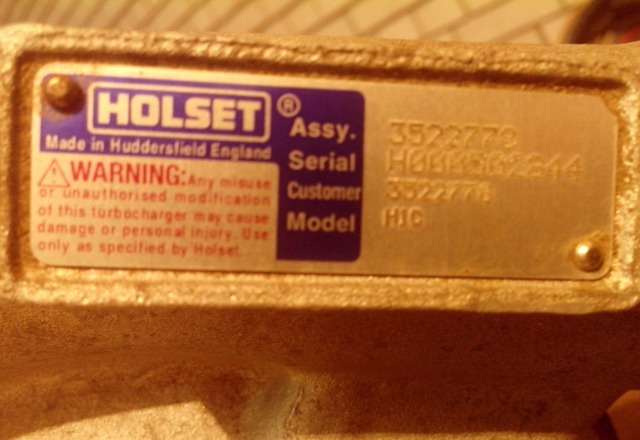 HOLSET ®
Made in Huddersfield England
WARNING: Any misuse
or unauthorised modification
of this turbocharger may cause
damage or personal injury. Use
only as specified by Holset.
Assy. 3522779
Serial
Customer
Model H1C